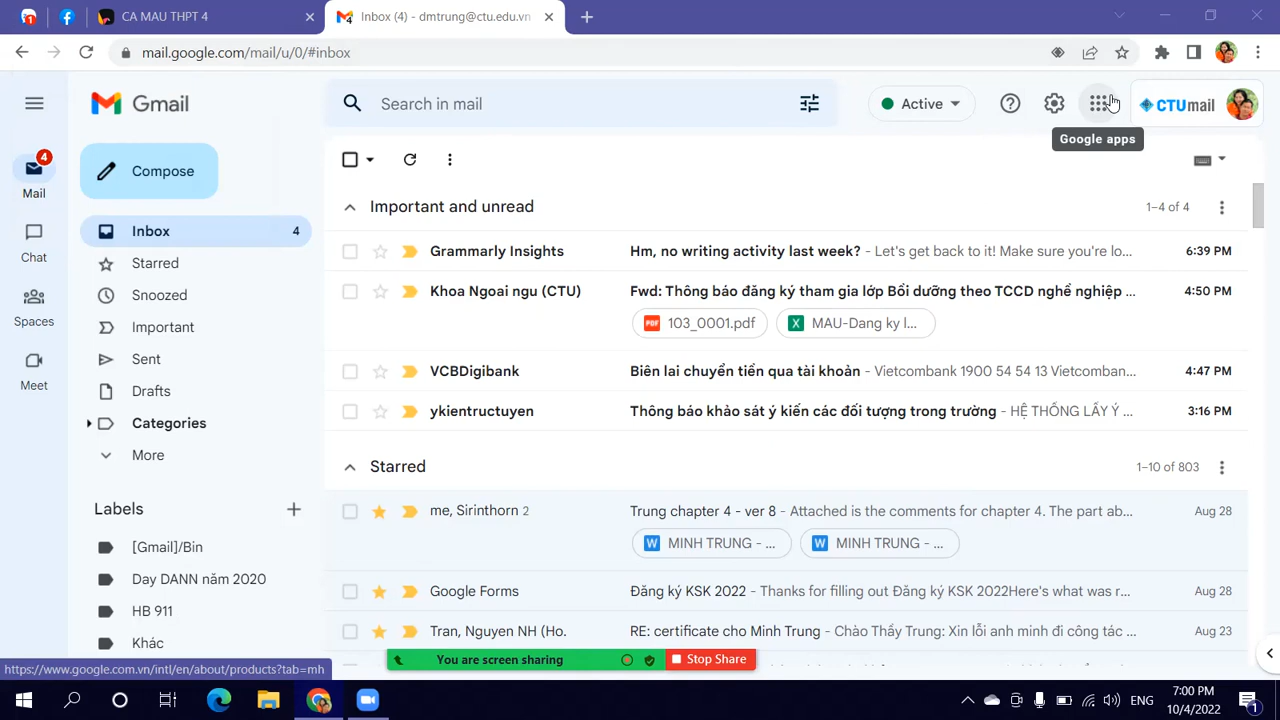 CA MAU THPT 4
Inbox (4) - dmtrung@ctu.edu.vn
mail.google.com/mail/u/0/#inbox
Gmail
Search in mail
Active
CTUmail
Google apps
4
Mail
Chat
Spaces
Meet
Compose
Inbox 4
Starred
Snoozed
Important
Sent
Drafts
Categories
More
Labels
[Gmail]/Bin
Day DANN năm 2020
HB 911
Khác
Important and unread 1–4 of 4
Grammarly Insights Hm, no writing activity last week? - Let's get back to it! Make sure you're lo... 6:39 PM
Khoa Ngoai ngu (CTU) Fwd: Thông báo đăng ký tham gia lớp Bồi dưỡng theo TCCD nghề nghiệp ... 4:50 PM
PDF 103_0001.pdf X MAU-Dang ky l...
VCBDigibank Biên lai chuyển tiền qua tài khoản - Vietcombank 1900 54 54 13 Vietcomban... 4:47 PM
ykientructuyen Thông báo khảo sát ý kiến các đối tượng trong trường - HỆ THỐNG LẤY Ý ... 3:16 PM
Starred 1–10 of 803
me, Sirinthorn 2 Trung chapter 4 - ver 8 - Attached is the comments for chapter 4. The part ab... Aug 28
W MINH TRUNG - ... W MINH TRUNG - ...
Google Forms Đăng ký KSK 2022 - Thanks for filling out Đăng ký KSK 2022Here's what was r... Aug 28
Tran, Nguyen NH (Ho. RE: certificate cho Minh Trung - Chào Thầy Trung: Xin lỗi anh minh đi công tác ... Aug 23
You are screen sharing Stop Share
https://www.google.com.vn/intl/en/about/products?tab=mh
ENG
7:00 PM
10/4/2022
1